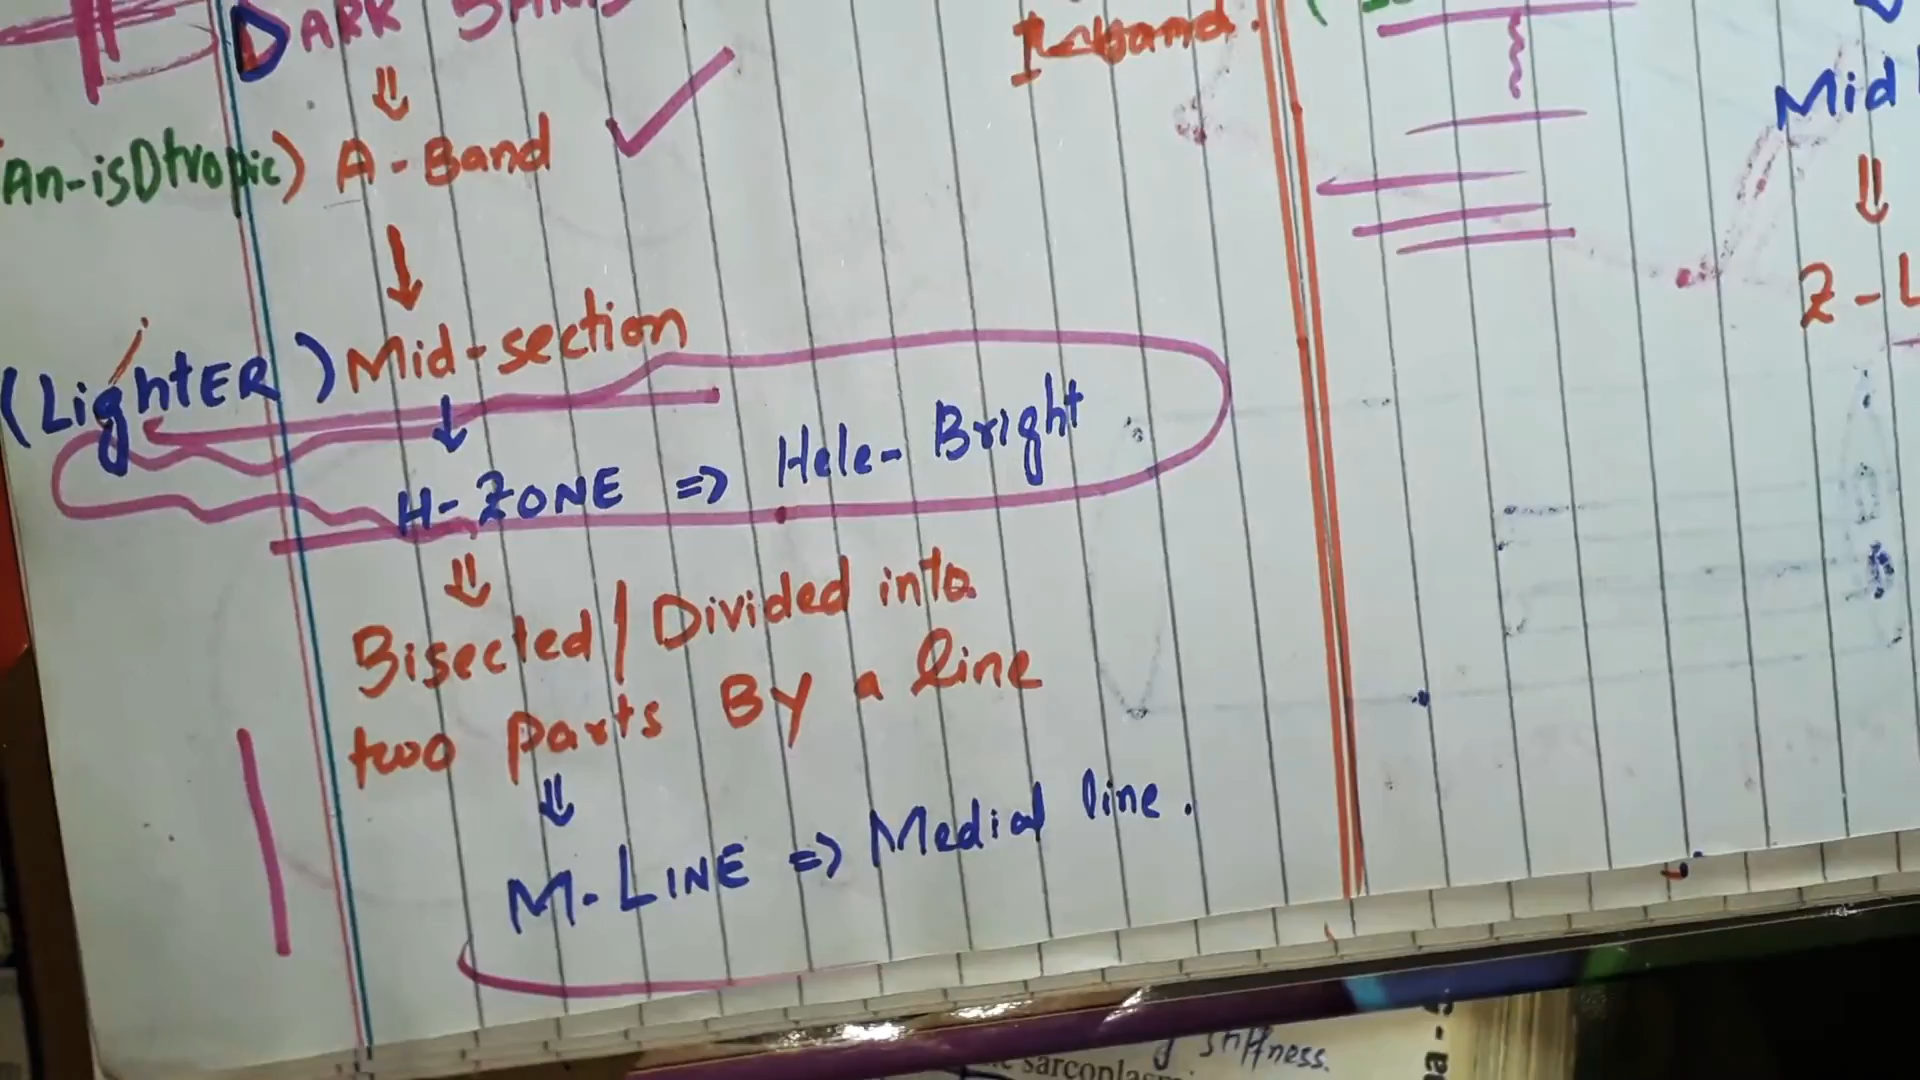 DARK
I-band.
(An-isOtropic) A-Band
Mid
(LightER) Mid-section
Z-L
H-ZONE => Hele-Bright
Bisected / Divided into
two Parts By a line
M-LINE => Medial line.
stiffness.
sarcoplas